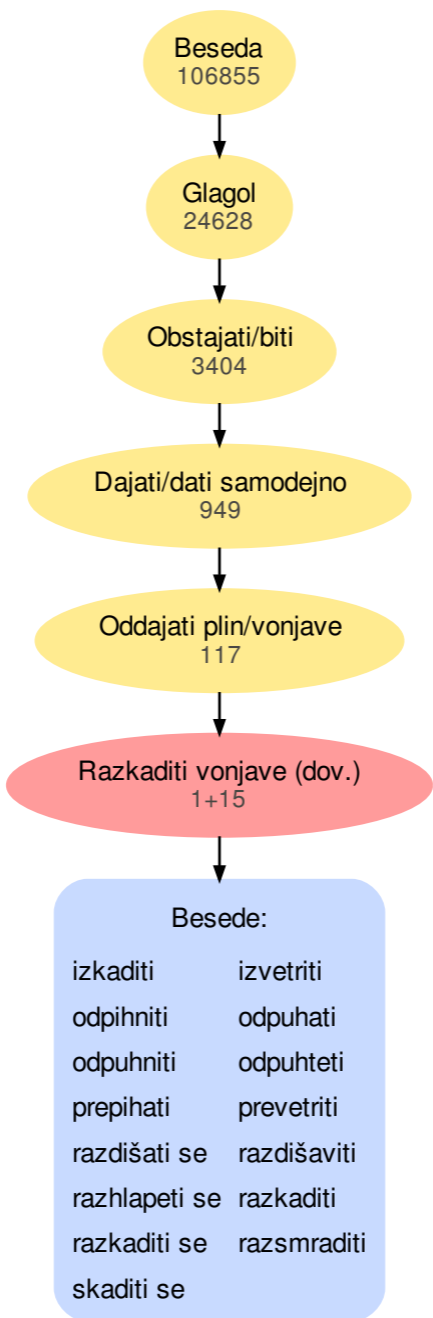 Beseda
106855
Glagol
24628
Obstajati/biti
3404
Dajati/dati samodejno
949
Oddajati plin/vonjave
117
Razkaditi vonjave (dov.)
1+15
Besede:
izkaditi izvetriti
odpihniti odpuhati
odpuhniti odpuhteti
prepihati prevetriti
razdišati se razdišaviti
razhlapeti se razkaditi
razkaditi se razsmraditi
skaditi se